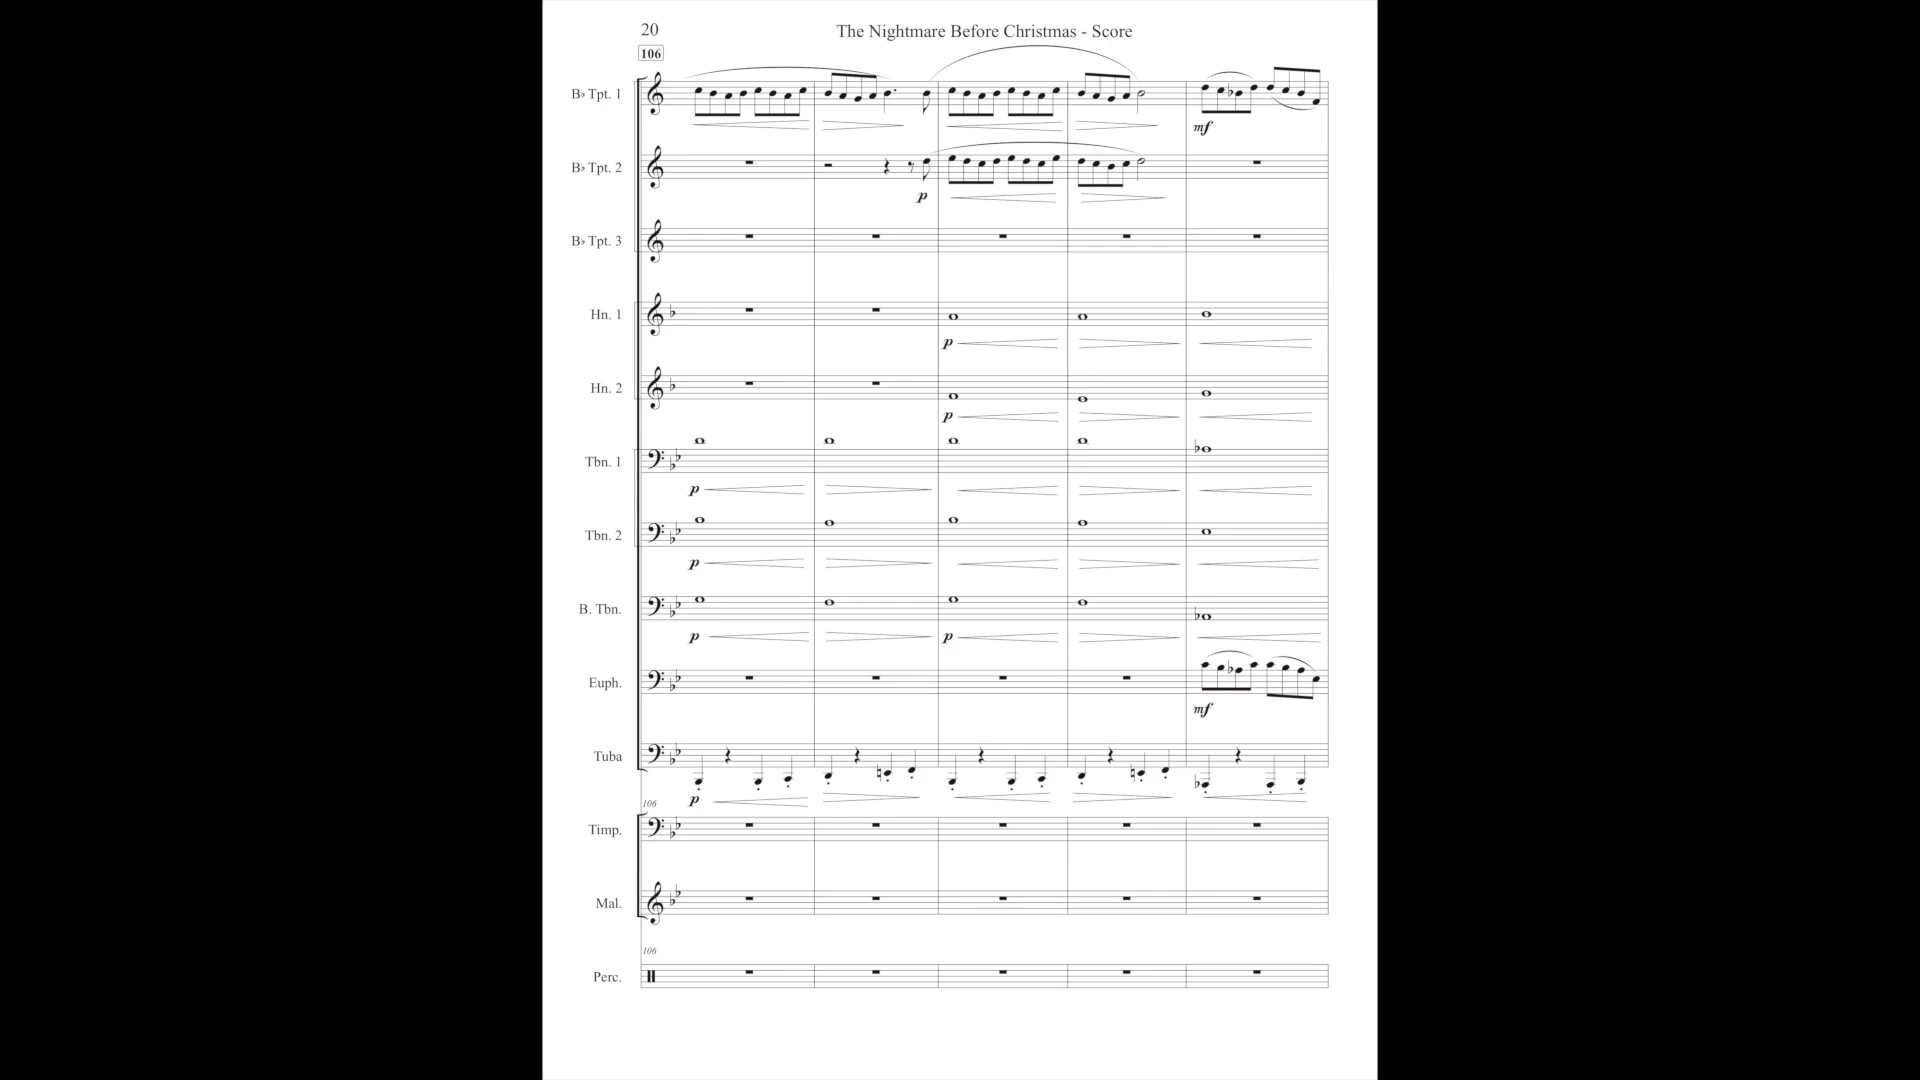 20
The Nightmare Before Christmas - Score
106
B♭ Tpt. 1
mf
B♭ Tpt. 2
p
B♭ Tpt. 3
Hn. 1
p
Hn. 2
p
Tbn. 1
p
Tbn. 2
p
B. Tbn.
p p
Euph.
mf
Tuba
p
106
Timp.
Mal.
106
Perc.